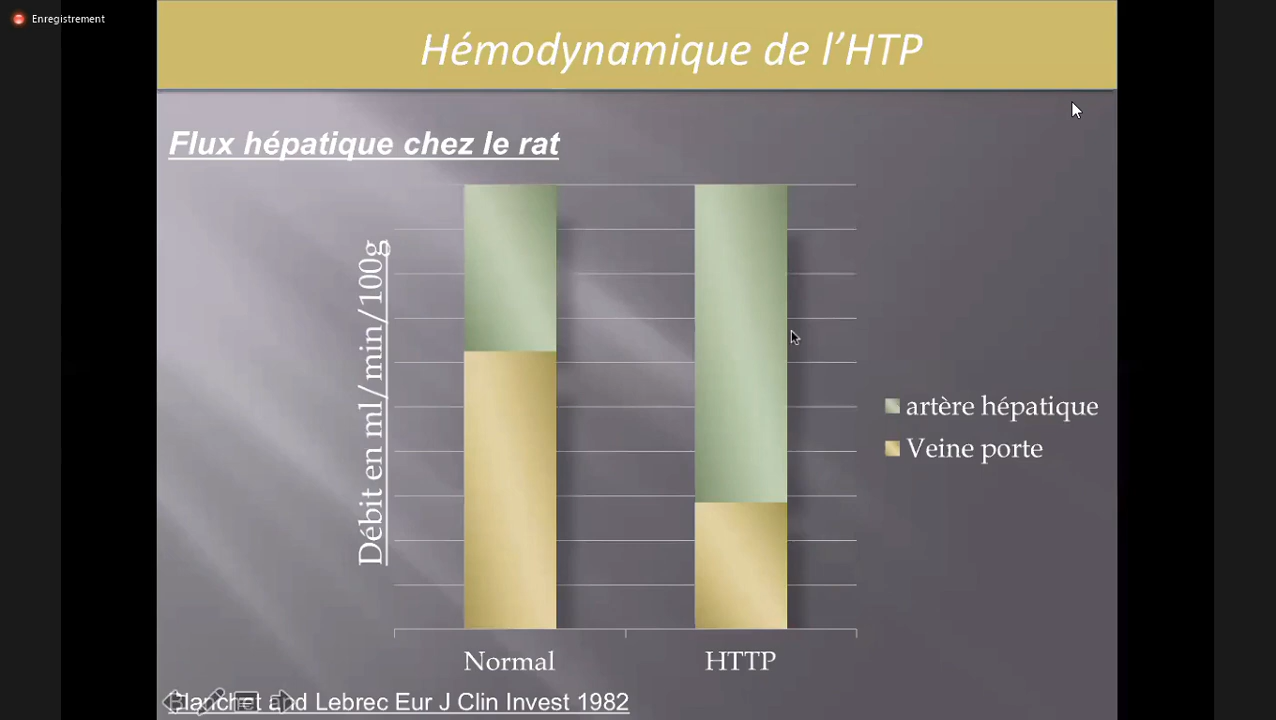 Enregistrement
Hémodynamique de l'HTP
Flux hépatique chez le rat
Débit en ml/min/100g
artère hépatique
Veine porte
Normal
HTTP
and Lebrec Eur J Clin Invest 1982